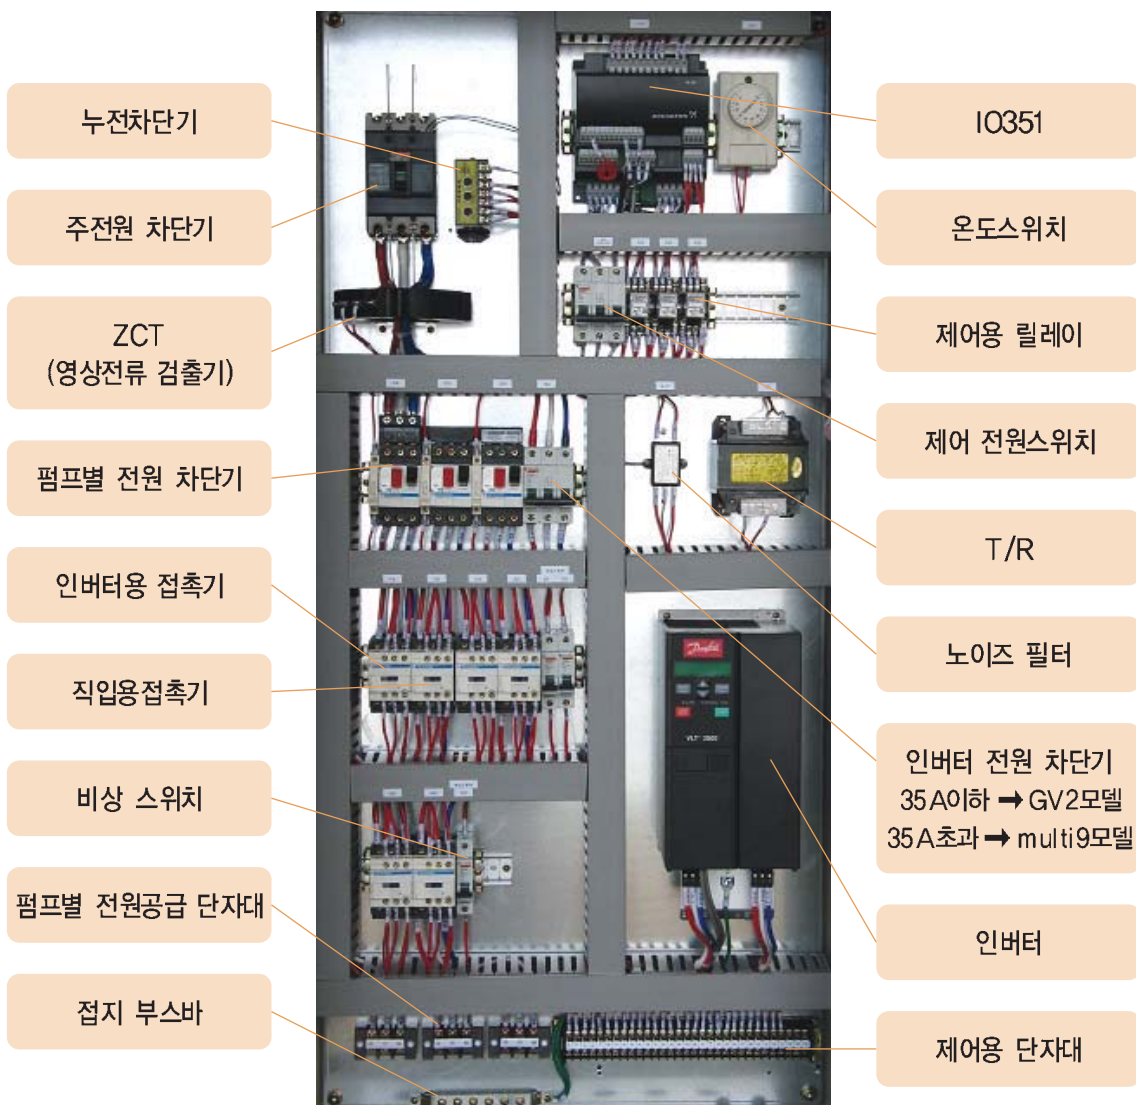 누전차단기
주전원 차단기
ZCT
(영상전류 검출기)
펌프별 전원 차단기
인버터용 접촉기
직입용접촉기
비상 스위치
펌프별 전원공급 단자대
접지 부스바
IO351
온도스위치
제어용 릴레이
제어 전원스위치
T/R
노이즈 필터
인버터 전원 차단기
35A이하 → GV2모델
35A초과 → multi9모델
인버터
제어용 단자대
Danfoss